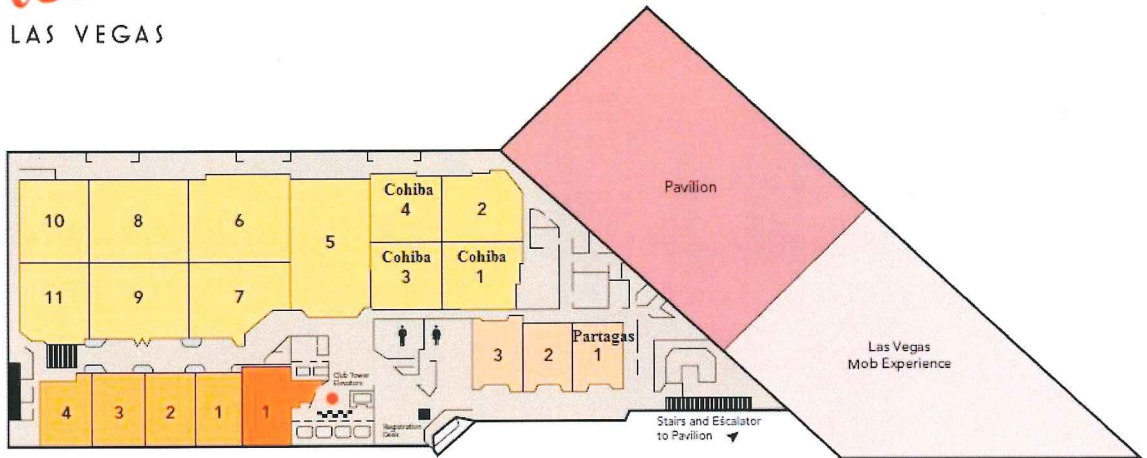 LAS VEGAS
Pavilion
Cohiba
4
2
10
8
6
5
Cohiba
3
Cohiba
1
11
9
7
Partagas
3
2
1
Las Vegas
Mob Experience
Club Tower
Elevators
4
3
2
1
1
Registration
Desk
Stairs and Escalator
to Pavilion